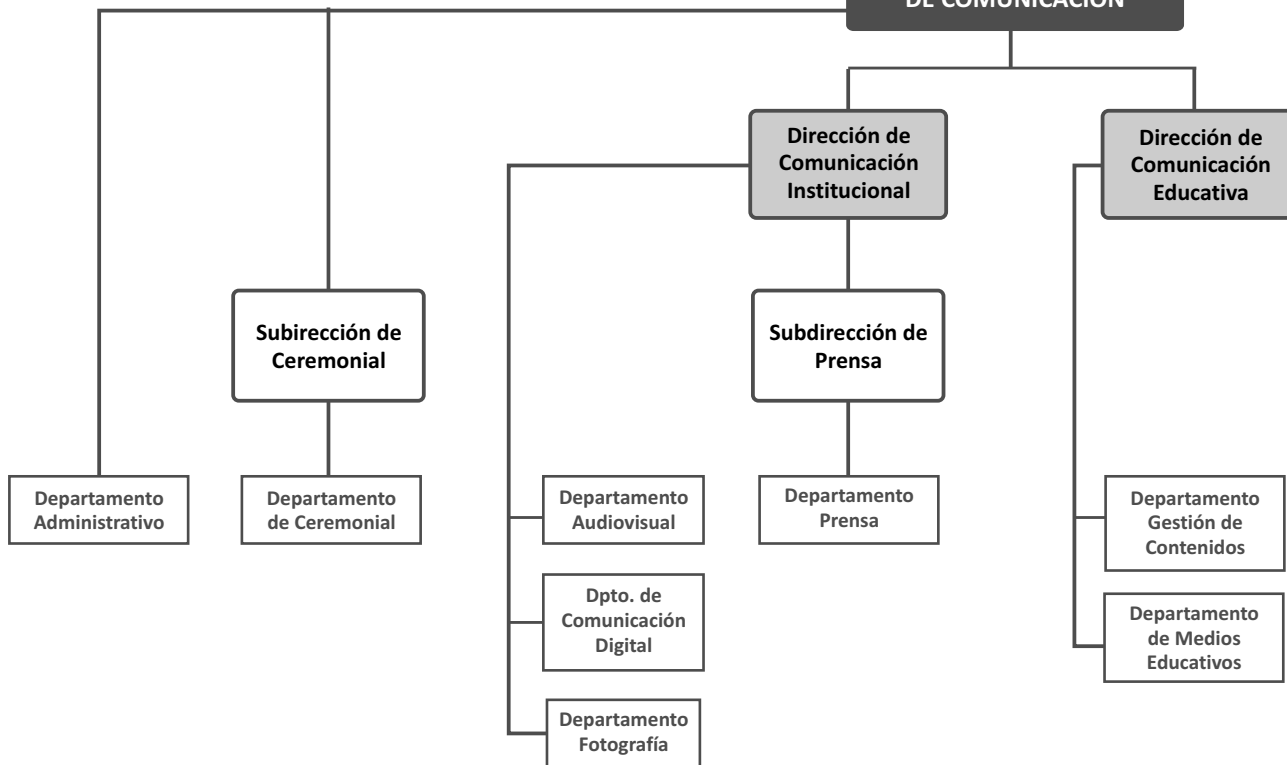 DE COMUNICACIÓN
Dirección de
Comunicación
Institucional
Dirección de
Comunicación
Educativa
Subirección de
Ceremonial
Subdirección de
Prensa
Departamento
Administrativo
Departamento
de Ceremonial
Departamento
Audiovisual
Departamento
Prensa
Departamento
Gestión de
Contenidos
Dpto. de
Comunicación
Digital
Departamento
de Medios
Educativos
Departamento
Fotografía